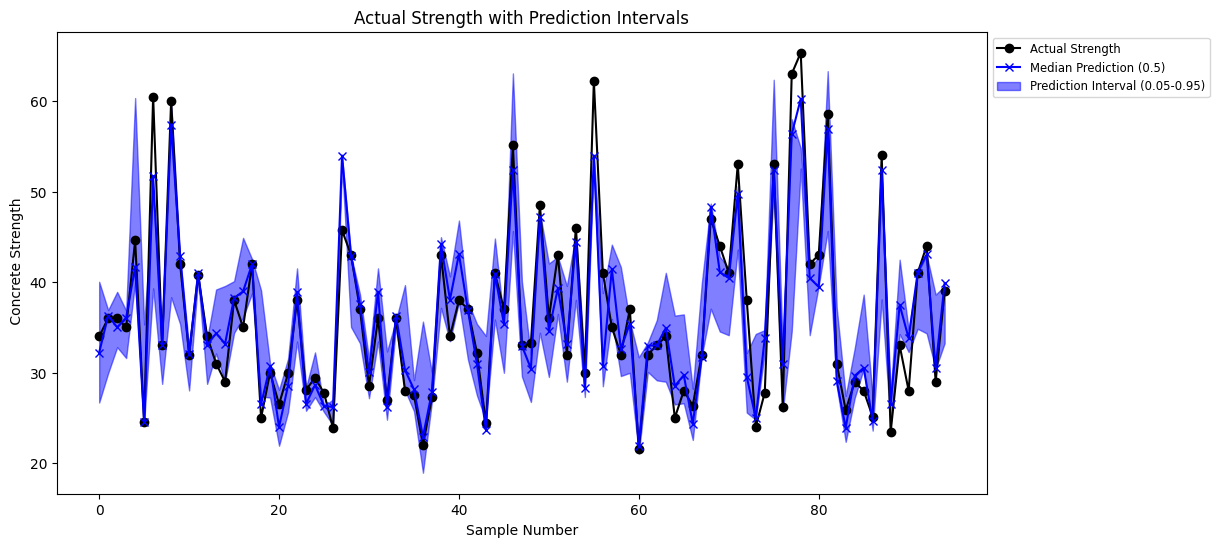 Actual Strength with Prediction Intervals
Actual Strength
Median Prediction (0.5)
Prediction Interval (0.05-0.95)
Concrete Strength
60
50
40
30
20
0
20
40
60
80
Sample Number